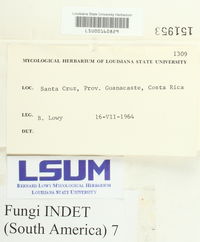 Louisiana State University Herbarium
LSU00160829
151953
1309
MYCOLOGICAL HERBARIUM OF LOUISIANA STATE UNIVERSITY
LOC. Santa Cruz, Prov. Guanacaste, Costa Rica
LEG. B. Lowy 16-VII-1964
DET.
LSUM
BERNARD LOWY MYCOLOGICAL HERBARIUM
LOUISIANA STATE UNIVERSITY
Fungi INDET
(South America) 7